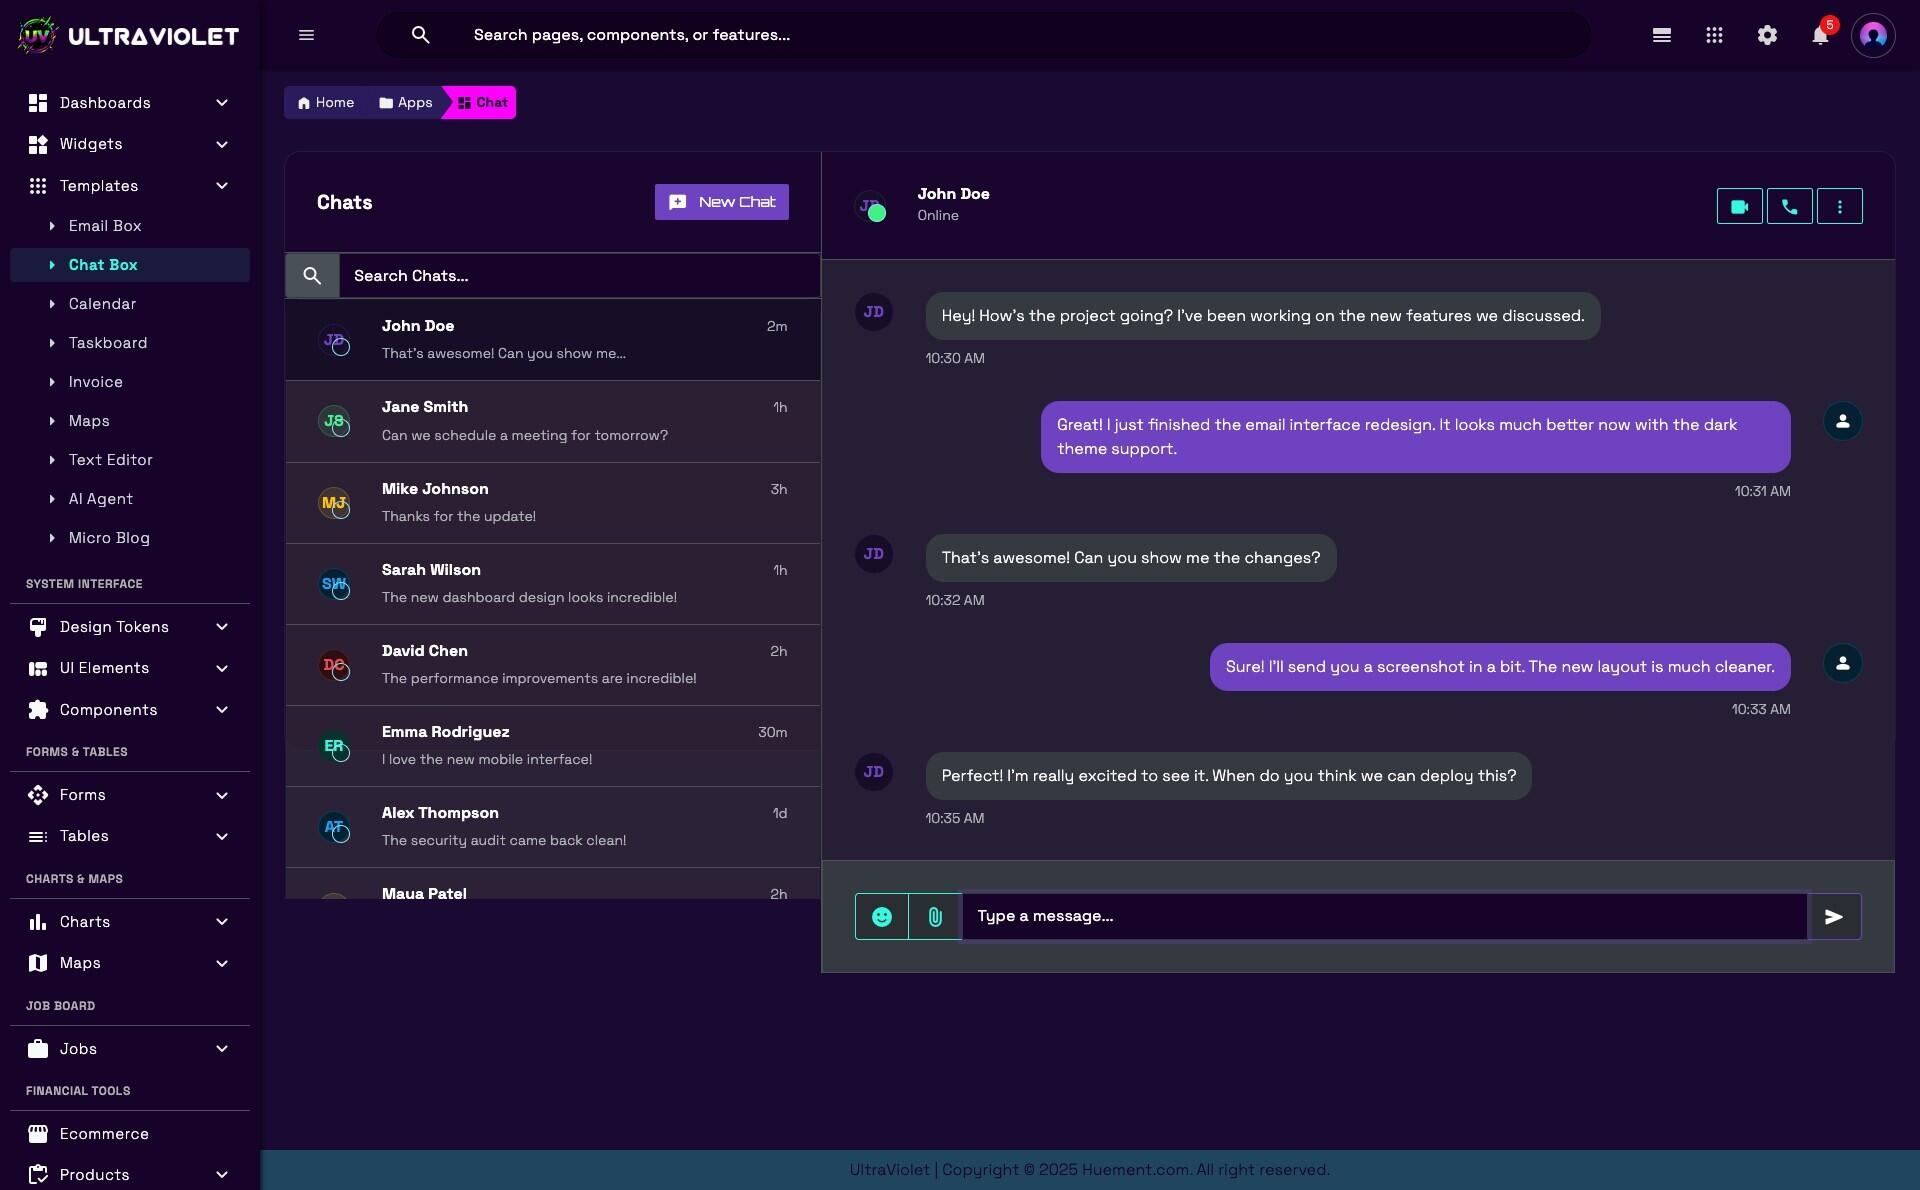 ULTRAVIOLET
Search pages, components, or features...
5
Dashboards
Widgets
Templates
Email Box
Chat Box
Calendar
Taskboard
Invoice
Maps
Text Editor
AI Agent
Micro Blog
SYSTEM INTERFACE
Design Tokens
UI Elements
Components
FORMS & TABLES
Forms
Tables
CHARTS & MAPS
Charts
Maps
JOB BOARD
Jobs
FINANCIAL TOOLS
Ecommerce
Products
Home
Apps
Chat
Chats
New Chat
Search Chats...
JD
John Doe
2m
That's awesome! Can you show me...
JS
Jane Smith
1h
Can we schedule a meeting for tomorrow?
MJ
Mike Johnson
3h
Thanks for the update!
SW
Sarah Wilson
1h
The new dashboard design looks incredible!
DC
David Chen
2h
The performance improvements are incredible!
ER
Emma Rodriguez
30m
I love the new mobile interface!
AT
Alex Thompson
1d
The security audit came back clean!
Maya Patel
2h
JD
John Doe
Online
JD
Hey! How's the project going? I've been working on the new features we discussed.
10:30 AM
Great! I just finished the email interface redesign. It looks much better now with the dark
theme support.
10:31 AM
JD
That's awesome! Can you show me the changes?
10:32 AM
Sure! I'll send you a screenshot in a bit. The new layout is much cleaner.
10:33 AM
JD
Perfect! I'm really excited to see it. When do you think we can deploy this?
10:35 AM
Type a message...
UltraViolet | Copyright © 2025 Huement.com. All right reserved.